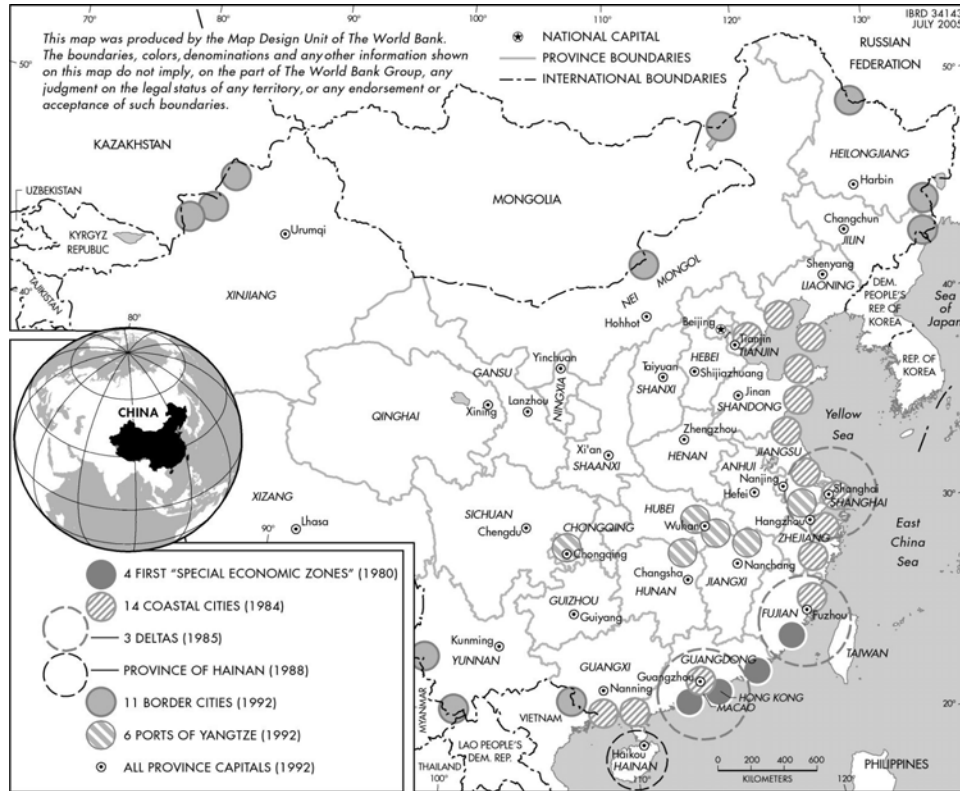 70°
80°
90°
100°
110°
120°
130°
IBRD 34143
JULY 2005
This map was produced by the Map Design Unit of The World Bank.
The boundaries, colors, denominations and any other information shown
on this map do not imply, on the part of The World Bank Group, any
judgment on the legal status of any territory, or any endorsement or
acceptance of such boundaries.
NATIONAL CAPITAL
PROVINCE BOUNDARIES
INTERNATIONAL BOUNDARIES
RUSSIAN
FEDERATION
50°
50°
KAZAKHSTAN
UZBEKISTAN
KYRGYZ
REPUBLIC
TAJIKISTAN
MONGOLIA
HEILONGJIANG
Harbin
Changchun
JILIN
Shenyang
LIAONING
Urumqi
XINJIANG
NEI MONGOL
Hohhot
40°
40°
DEM.
PEOPLE'S
REP. OF
KOREA
Sea
of
Japan
REP. OF
KOREA
80°
Beijing
Tianjin
TIANJIN
HEBEI
Shijiazhuang
Taiyuan
SHANXI
Jinan
SHANDONG
Yinchuan
NINGXIA
GANSU
Lanzhou
Xining
QINGHAI
CHINA
Yellow
Sea
Zhengzhou
HENAN
Xi'an
SHAANXI
JIANGSU
ANHUI
Nanjing
Hefei
Shanghai
SHANGHAI
30°
XIZANG
90°
Lhasa
SICHUAN
Chengdu
CHONGQING
Chongqing
HUBEI
Wuhan
Hangzhou
ZHEJIANG
East
China
Sea
Nanchang
Changsha
HUNAN
JIANGXI
GUIZHOU
Guiyang
FUJIAN
Fuzhou
TAIWAN
Kunming
YUNNAN
GUANGXI
Nanning
GUANGDONG
Guangzhou
HONG KONG
MACAO
20°
MYANMAR
VIETNAM
LAO PEOPLE'S
DEM. REP.
THAILAND
100°
Haikou
HAINAN
110°
0 200 400 600
KILOMETERS
120°
PHILIPPINES
4 FIRST "SPECIAL ECONOMIC ZONES" (1980)
14 COASTAL CITIES (1984)
3 DELTAS (1985)
PROVINCE OF HAINAN (1988)
11 BORDER CITIES (1992)
6 PORTS OF YANGTZE (1992)
ALL PROVINCE CAPITALS (1992)